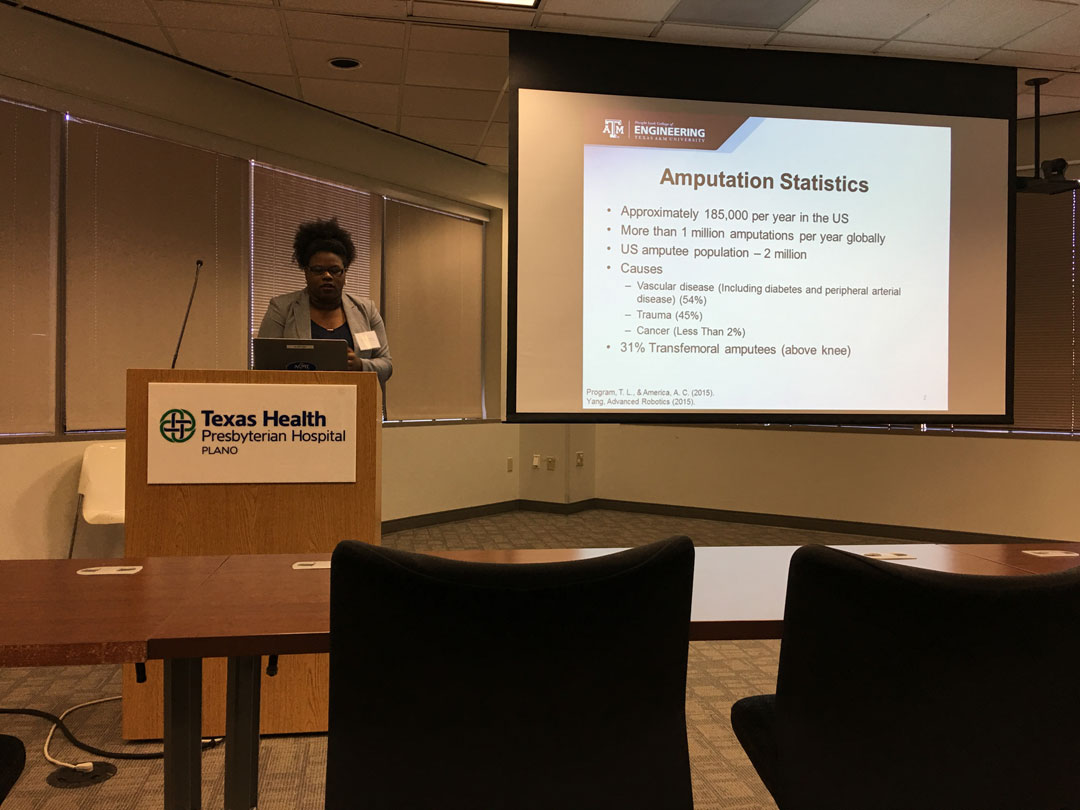 ATM
ENGINEERING
TEXAS A&M UNIVERSITY
Amputation Statistics
• Approximately 185,000 per year in the US
• More than 1 million amputations per year globally
• US amputee population – 2 million
• Causes
– Vascular disease (Including diabetes and peripheral arterial
disease) (54%)
– Trauma (45%)
– Cancer (Less Than 2%)
• 31% Transfemoral amputees (above knee)
Program, T. L., & America, A. C. (2015).
Yang, Advanced Robotics (2015).
Texas Health
Presbyterian Hospital
PLANO